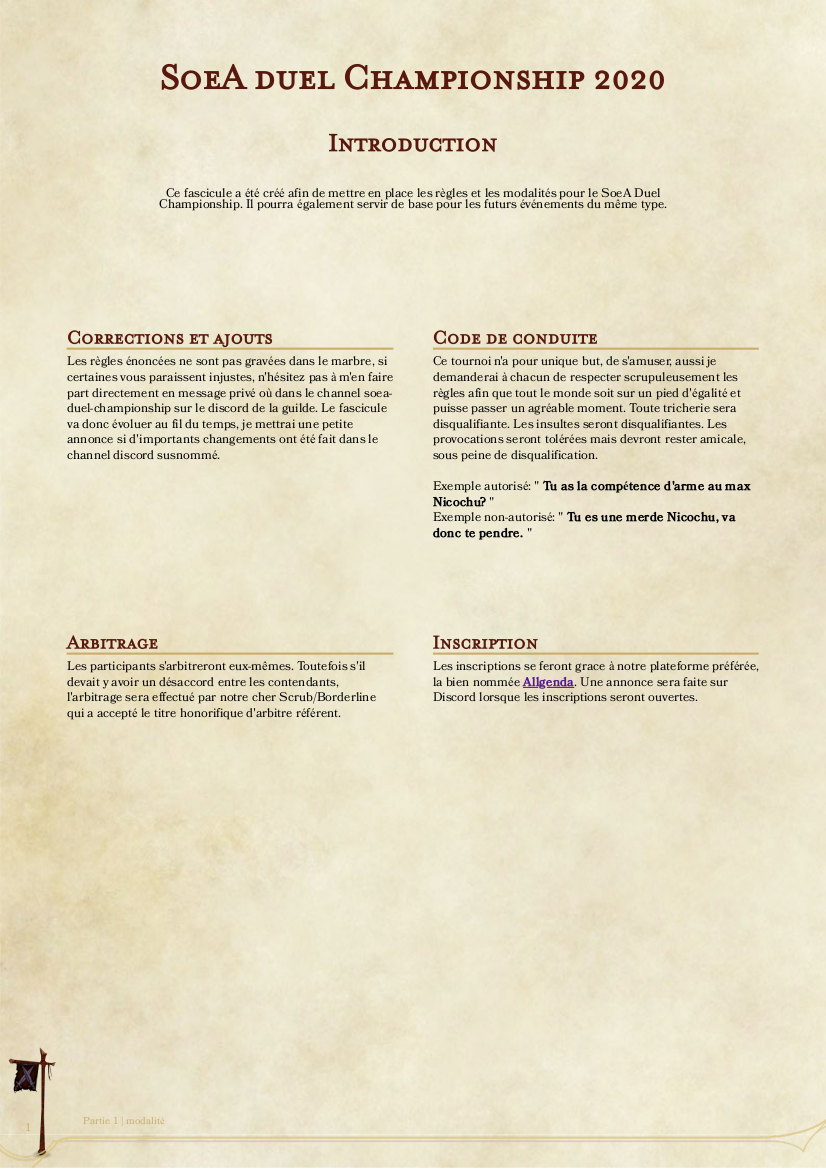 SoeA duel Championship 2020
Introduction
Ce fascicule a été créé afin de mettre en place les règles et les modalités pour le SoeA Duel
Championship. Il pourra également servir de base pour les futurs événements du même type.
Corrections et ajouts
Les règles énoncées ne sont pas gravées dans le marbre, si
certaines vous paraissent injustes, n'hésitez pas à m'en faire
part directement en message privé où dans le channel soea-
duel-championship sur le discord de la guilde. Le fascicule
va donc évoluer au fil du temps, je mettrai une petite
annonce si d'importants changements ont été fait dans le
channel discord susnommé.
Code de conduite
Ce tournoi n'a pour unique but, de s'amuser, aussi je
demanderai à chacun de respecter scrupuleusement les
règles afin que tout le monde soit sur un pied d'égalité et
puisse passer un agréable moment. Toute tricherie sera
disqualifiante. Les insultes seront disqualifiantes. Les
provocations seront tolérées mais devront rester amicale,
sous peine de disqualification.
Exemple autorisé: " Tu as la compétence d'arme au max
Nicochu? "
Exemple non-autorisé: " Tu es une merde Nicochu, va
donc te pendre. "
Arbitrage
Les participants s'arbitreront eux-mêmes. Toutefois s'il
devait y avoir un désaccord entre les contendants,
l'arbitrage sera effectué par notre cher Scrub/Borderline
qui a accepté le titre honorifique d'arbitre référent.
Inscription
Les inscriptions se feront grace à notre plateforme préférée,
la bien nommée Allgenda. Une annonce sera faite sur
Discord lorsque les inscriptions seront ouvertes.
1
Partie 1 | modalité